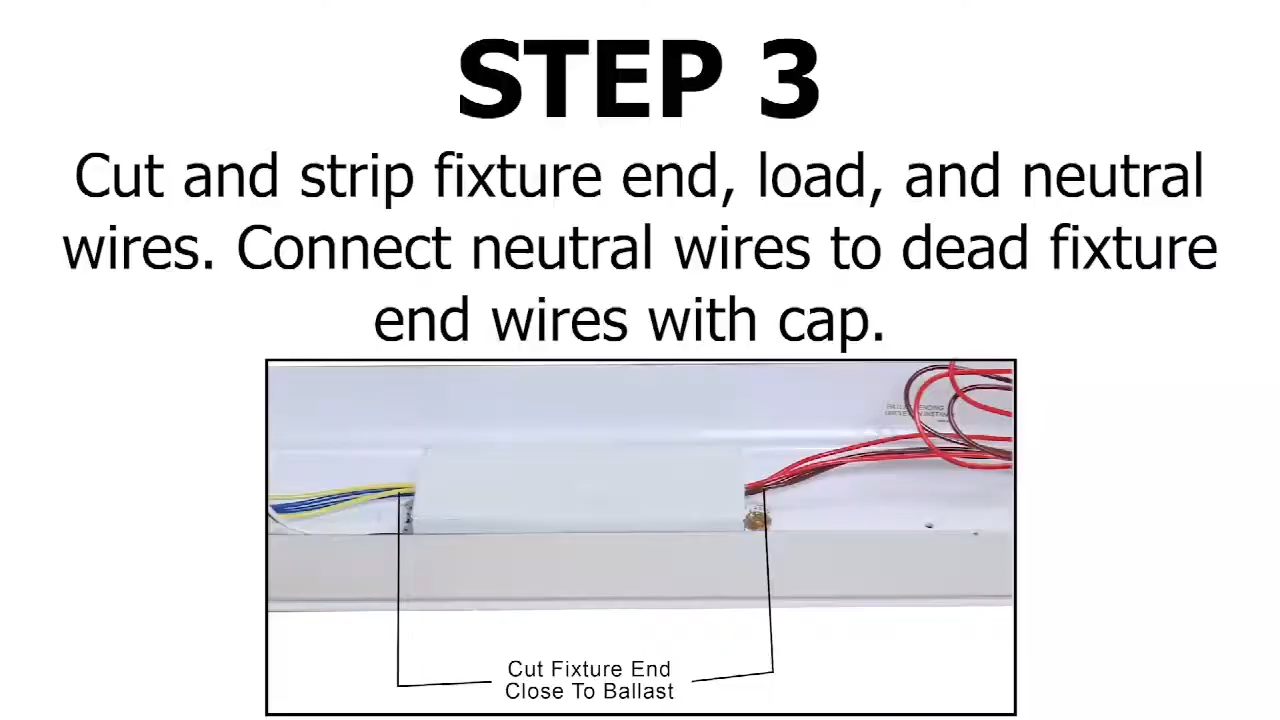 STEP 3
Cut and strip fixture end, load, and neutral
wires. Connect neutral wires to dead fixture
end wires with cap.
Cut Fixture End
Close To Ballast